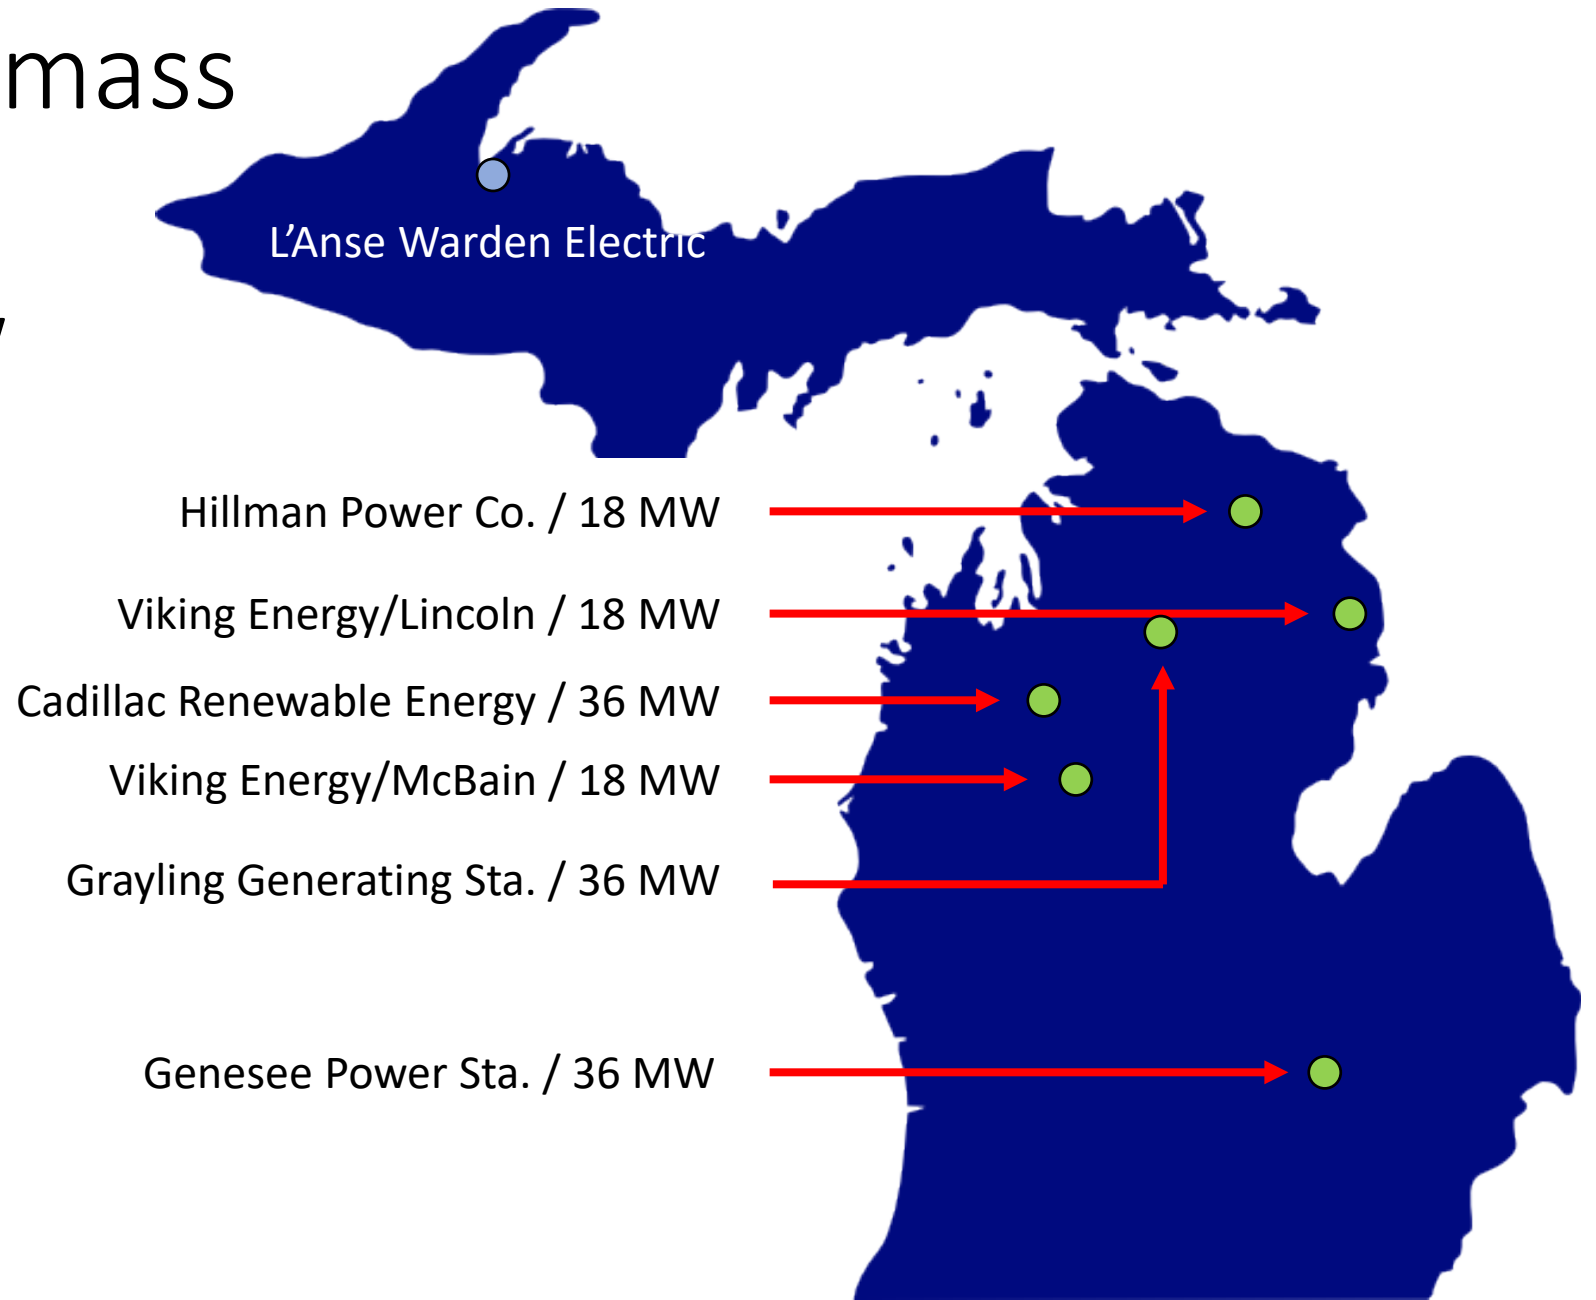 mass
L'Anse Warden Electric
Hillman Power Co. / 18 MW
Viking Energy/Lincoln / 18 MW
Cadillac Renewable Energy / 36 MW
Viking Energy/McBain / 18 MW
Grayling Generating Sta. / 36 MW
Genesee Power Sta. / 36 MW